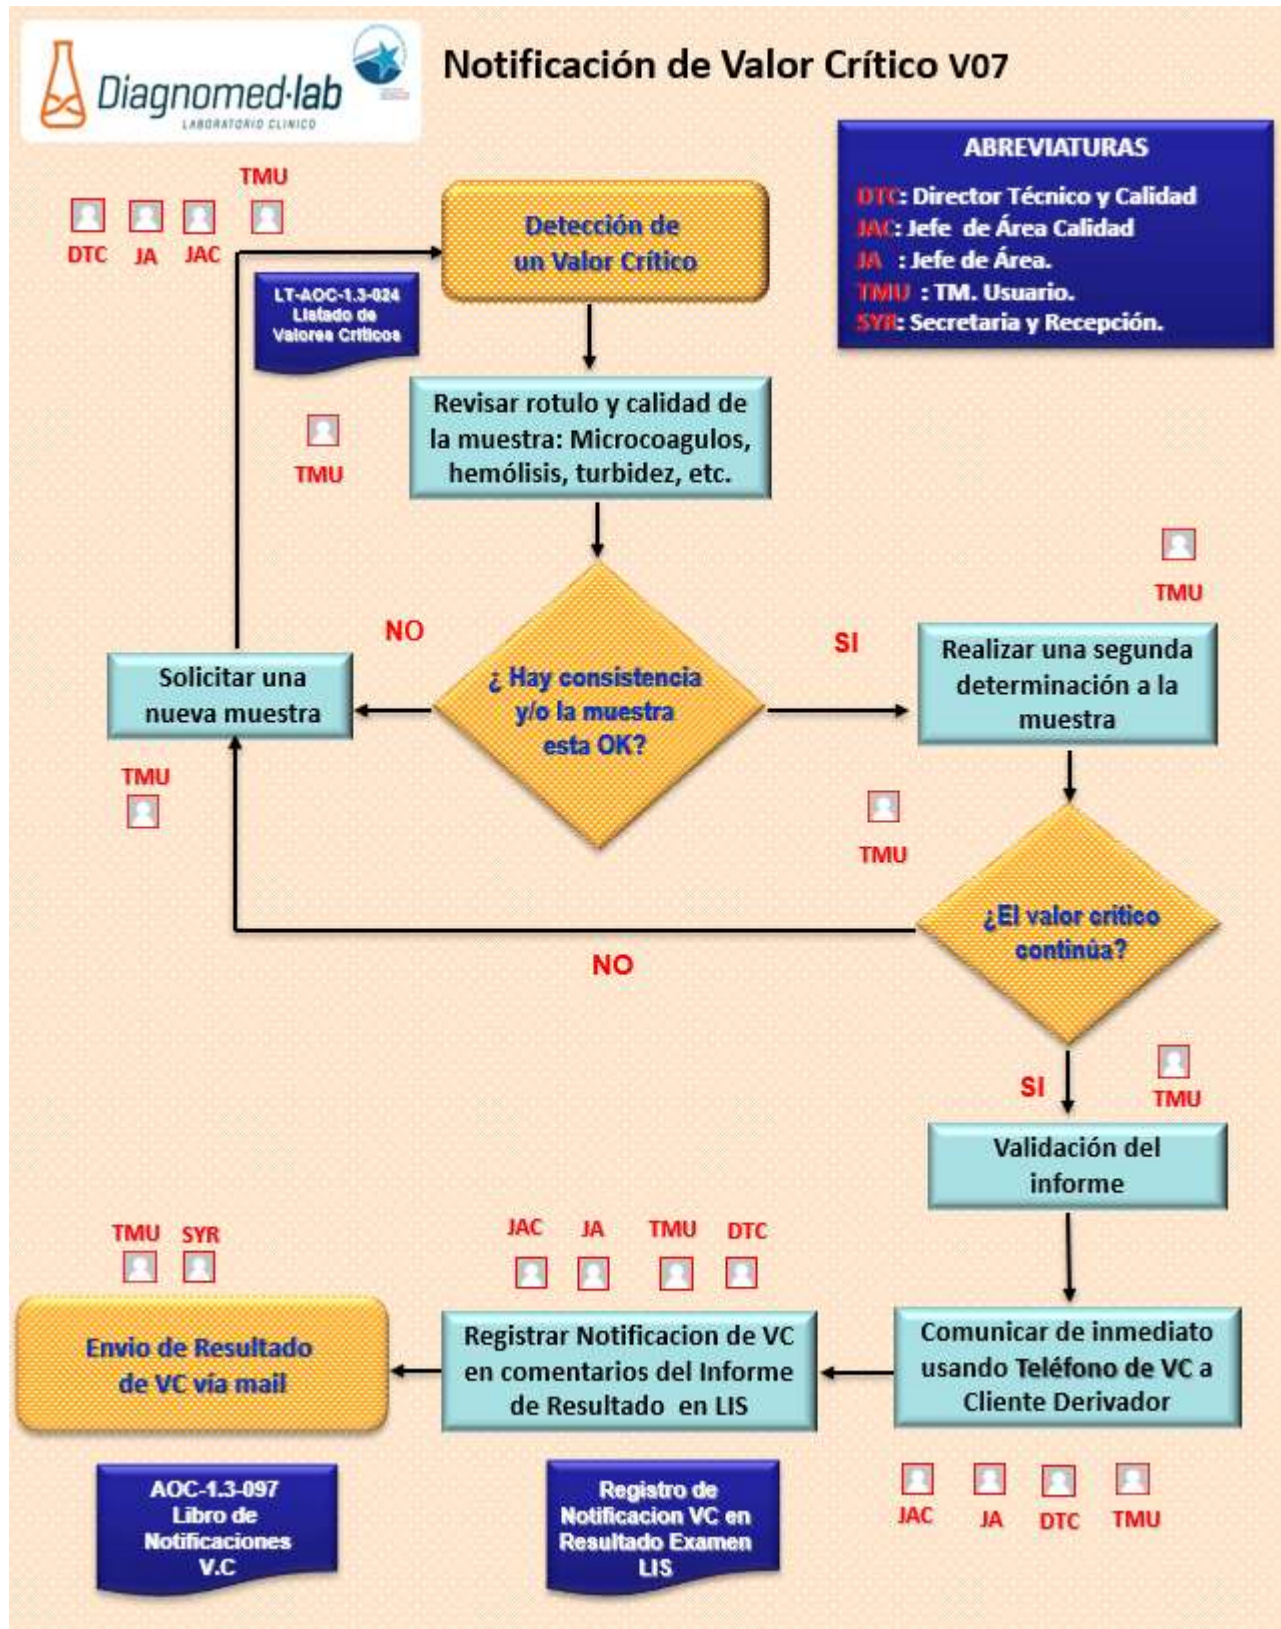 Diagnomed·lab
LABORATORIO CLINICO
Notificación de Valor Crítico V07
ABREVIATURAS
DTC: Director Técnico y Calidad
JAC: Jefe de Área Calidad
JA : Jefe de Área.
TMU : TM. Usuario.
SYR: Secretaria y Recepción.
TMU
DTC JA JAC
Detección de
un Valor Crítico
LT-AOC-1.3-024
Listado de
Valores Críticos
TMU
Revisar rotulo y calidad de
la muestra: Microcoagulos,
hemólisis, turbidez, etc.
TMU
NO
SI
¿ Hay consistencia
y/o la muestra
esta OK?
Solicitar una
nueva muestra
TMU
Realizar una segunda
determinación a la
muestra
TMU
¿El valor crítico
continúa?
NO
SI
TMU
Validación del
informe
TMU SYR
JAC JA TMU DTC
Envio de Resultado
de VC vía mail
Registrar Notificacion de VC
en comentarios del Informe
de Resultado en LIS
Comunicar de inmediato
usando Teléfono de VC a
Cliente Derivador
AOC-1.3-097
Libro de
Notificaciones
V.C
Registro de
Notificacion VC en
Resultado Examen
LIS
JAC JA DTC TMU